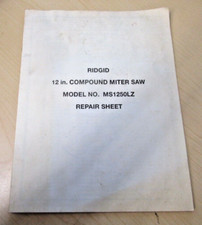 RIDGID
12 in. COMPOUND MITER SAW
MODEL NO. MS1250LZ
REPAIR SHEET